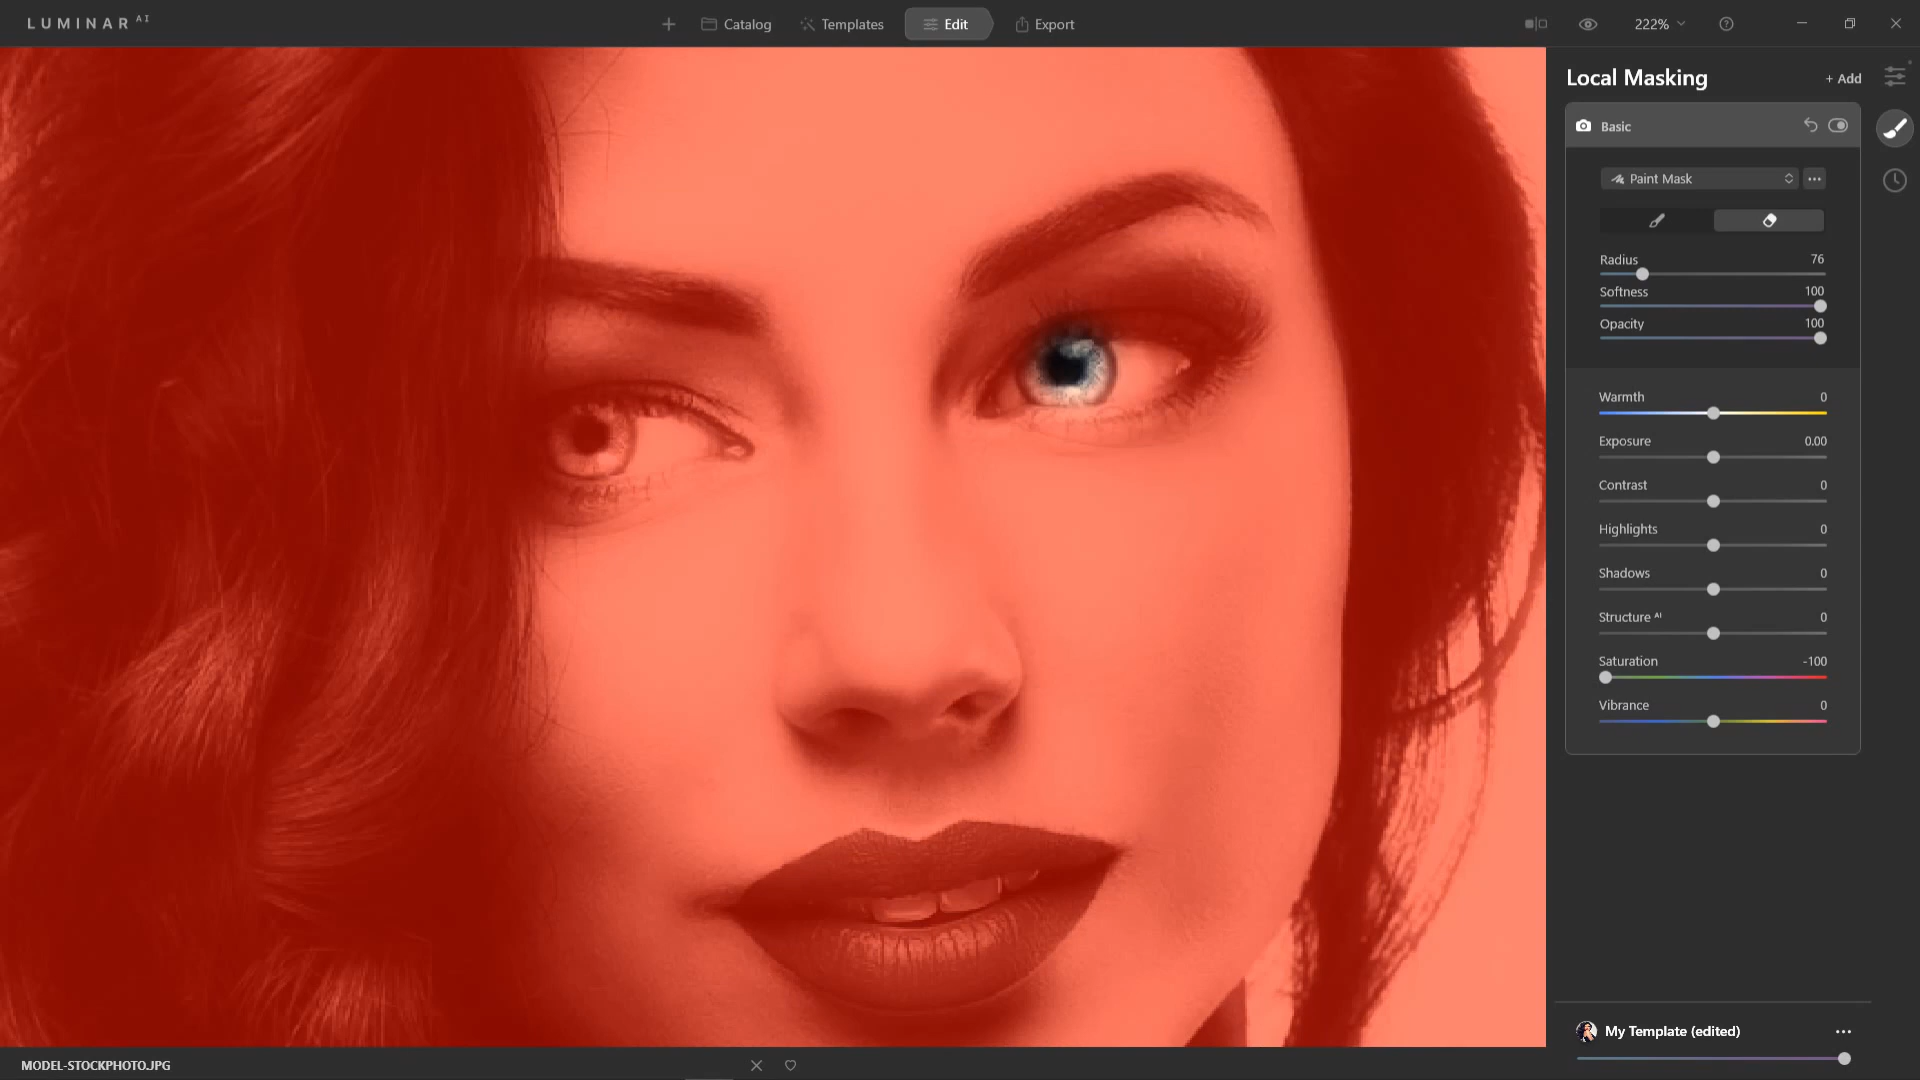 LUMINAR AI
Catalog
Templates
Edit
Export
222%
Local Masking
+ Add
Basic
Paint Mask
Radius 76
Softness 100
Opacity 100
Warmth 0
Exposure 0.00
Contrast 0
Highlights 0
Shadows 0
Structure AI 0
Saturation -100
Vibrance 0
My Template (edited)
MODEL-STOCKPHOTO.JPG